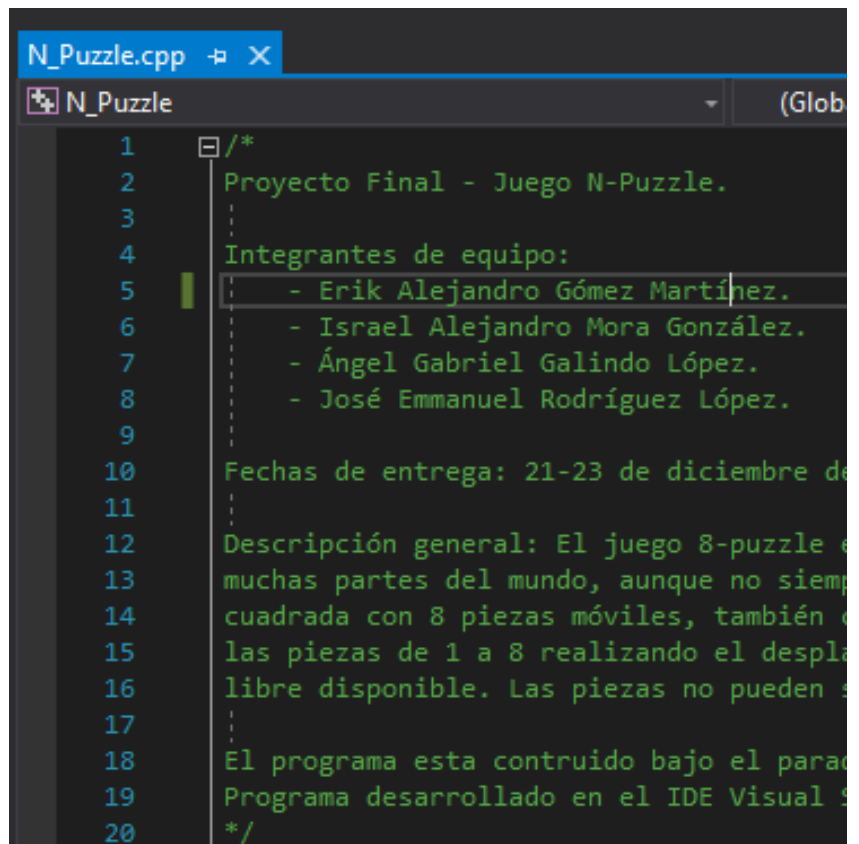 N_Puzzle.cpp
N_Puzzle (Globa
1 /*
2 Proyecto Final - Juego N-Puzzle.
3
4 Integrantes de equipo:
5 - Erik Alejandro Gómez Martínez.
6 - Israel Alejandro Mora González.
7 - Ángel Gabriel Galindo López.
8 - José Emmanuel Rodríguez López.
9
10 Fechas de entrega: 21-23 de diciembre de
11
12 Descripción general: El juego 8-puzzle e
13 muchas partes del mundo, aunque no siemp
14 cuadrada con 8 piezas móviles, también
15 las piezas de 1 a 8 realizando el despla
16 libre disponible. Las piezas no pueden s
17
18 El programa esta contruido bajo el parad
19 Programa desarrollado en el IDE Visual S
20 */